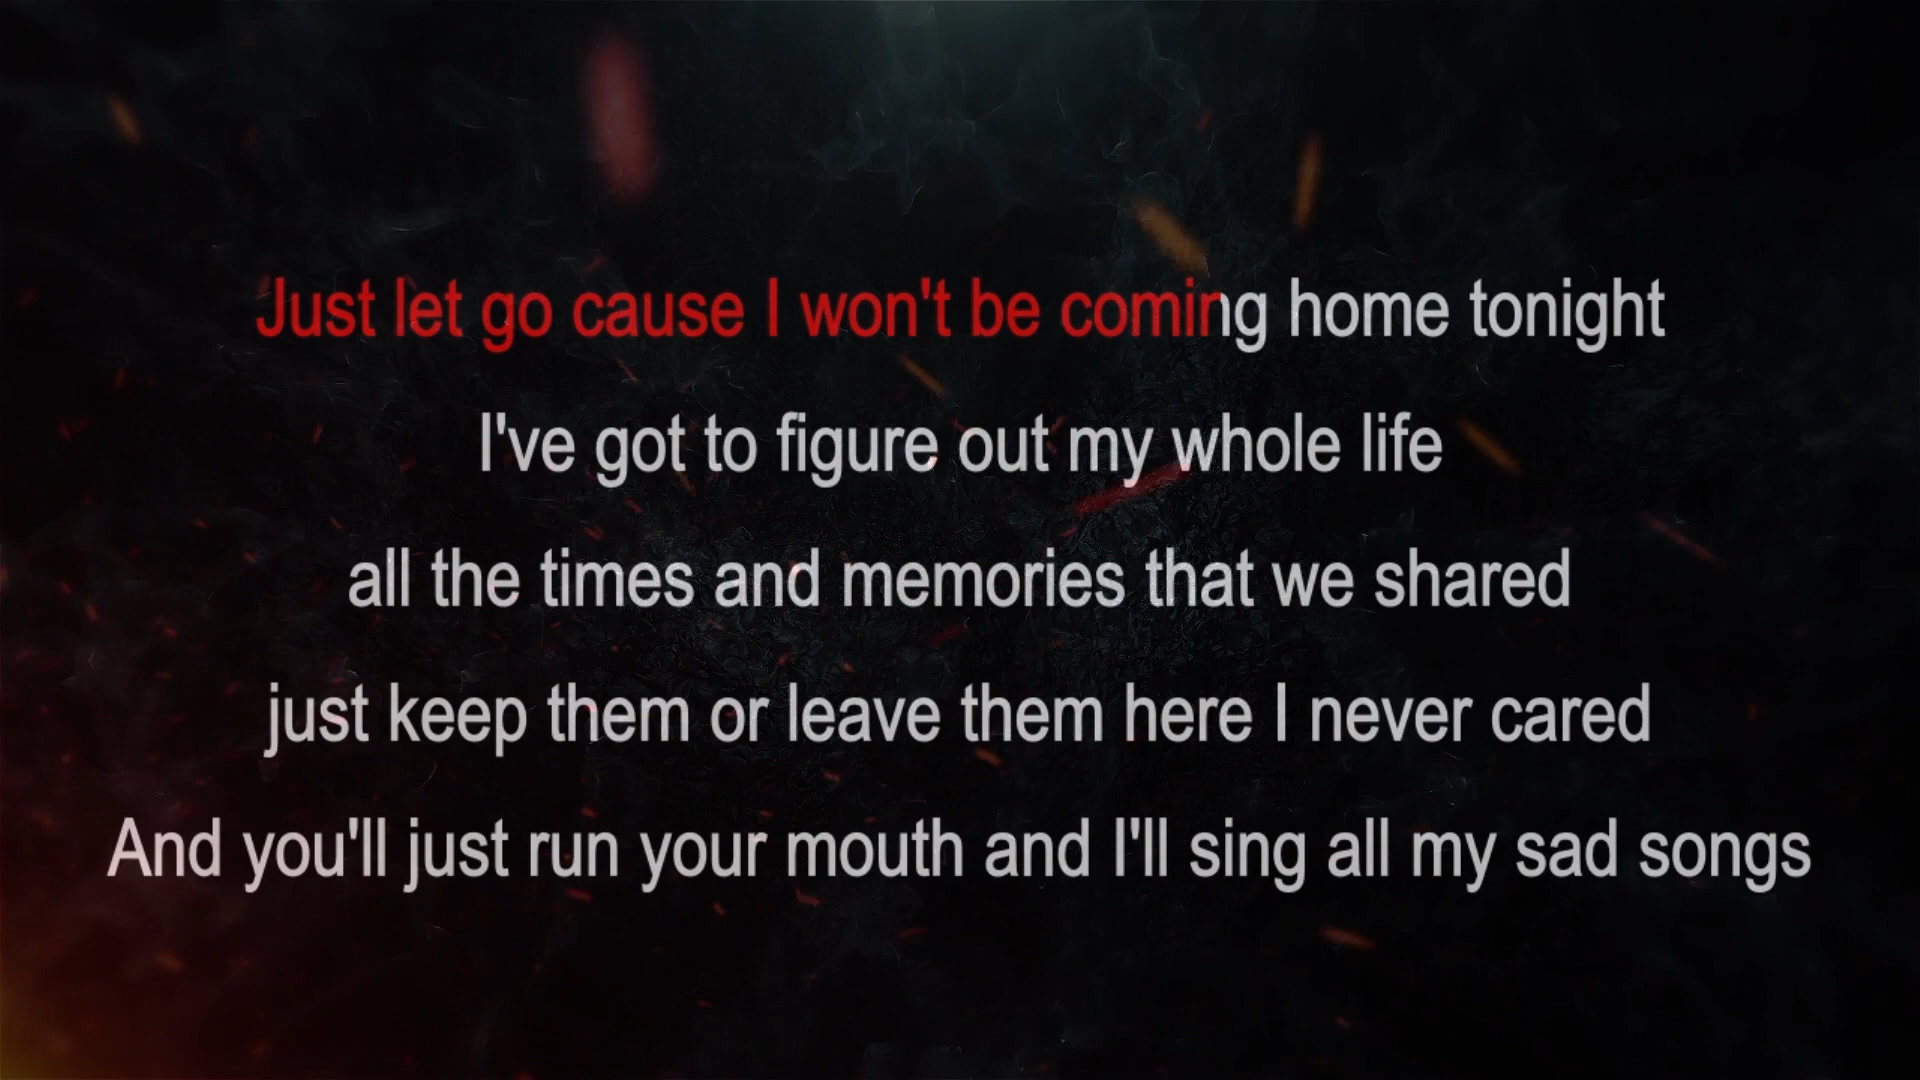 Just let go cause I won't be coming home tonight
I've got to figure out my whole life
all the times and memories that we shared
just keep them or leave them here I never cared
And you'll just run your mouth and I'll sing all my sad songs